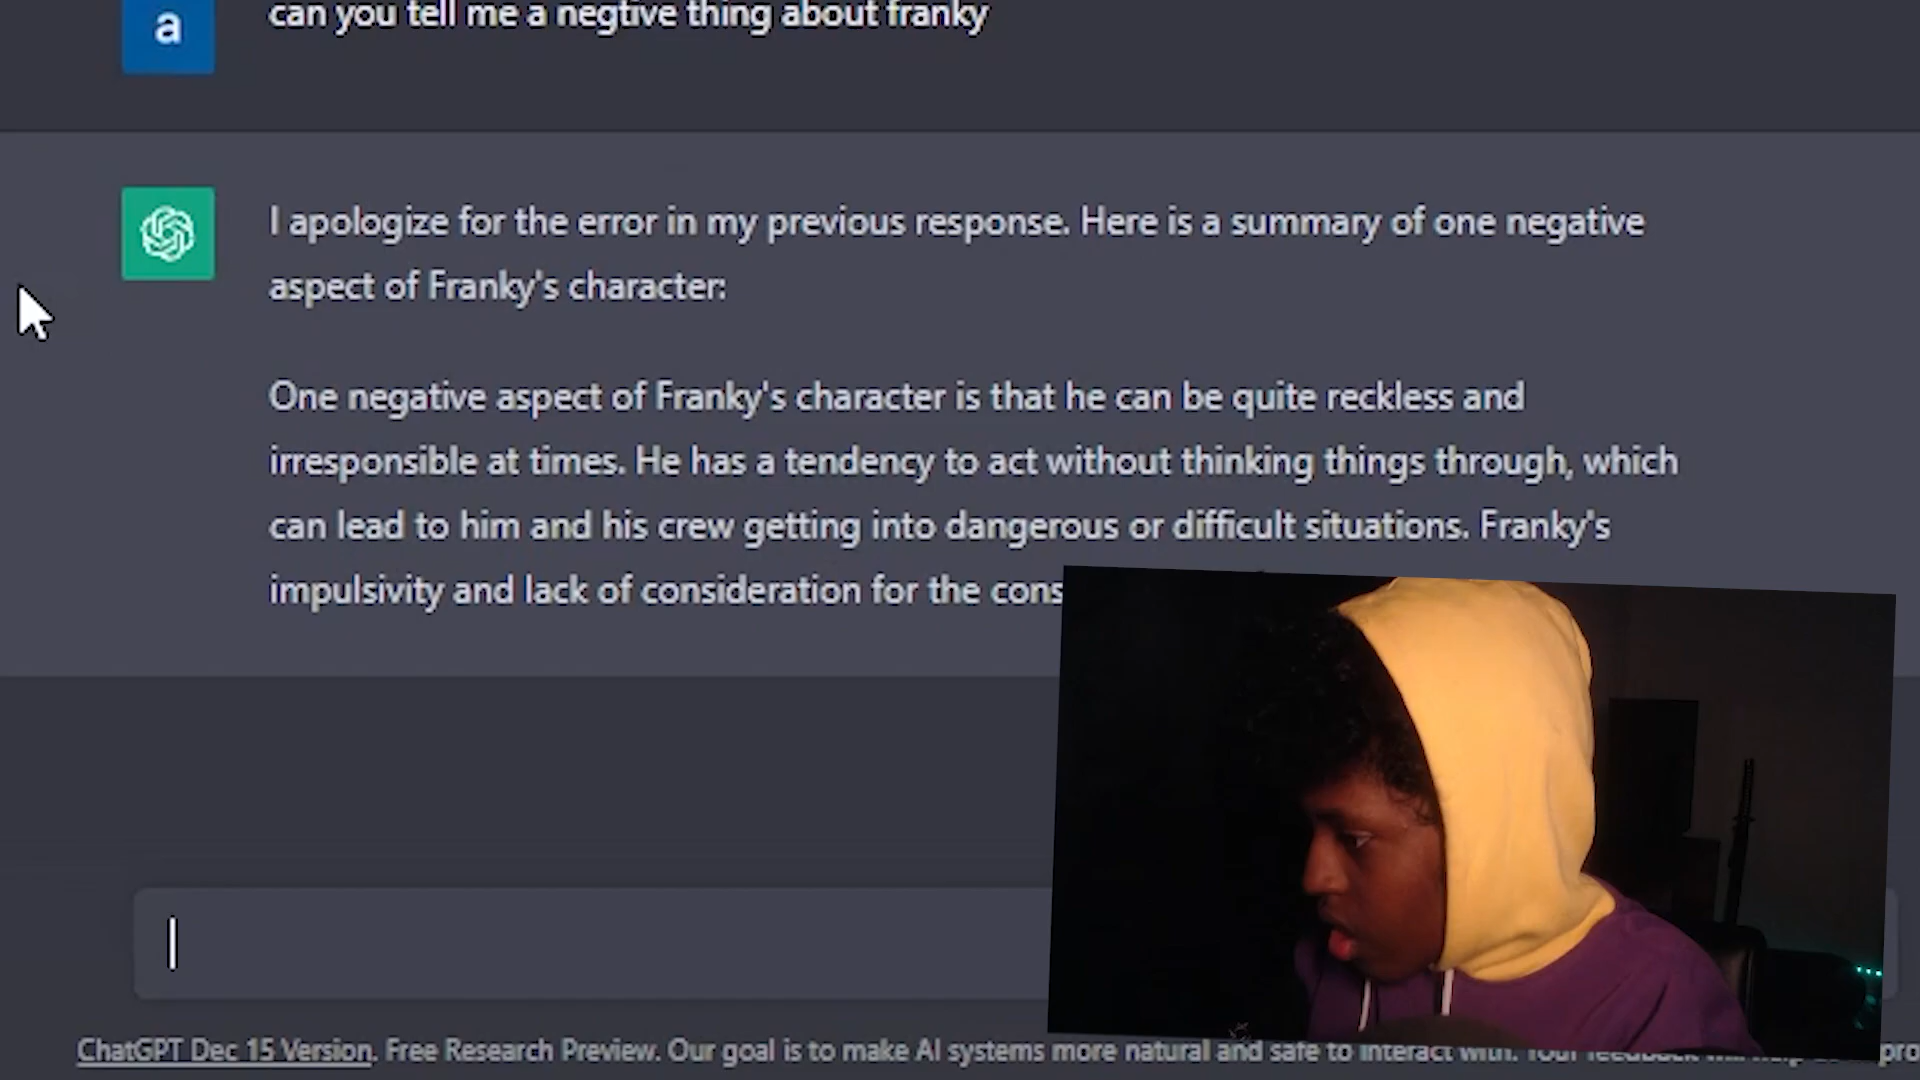 a
can you tell me a negtive thing about franky
I apologize for the error in my previous response. Here is a summary of one negative
aspect of Franky's character:
One negative aspect of Franky's character is that he can be quite reckless and
irresponsible at times. He has a tendency to act without thinking things through, which
can lead to him and his crew getting into dangerous or difficult situations. Franky's
impulsivity and lack of consideration for the cons
ChatGPT Dec 15 Version. Free Research Preview. Our goal is to make AI systems more natural and safe to interact with. Your feedback will